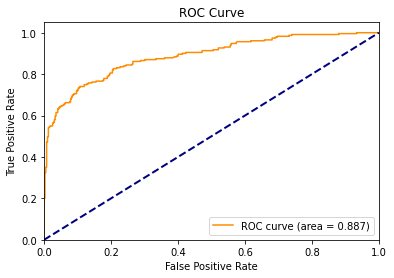 ROC Curve
True Positive Rate
1.0
0.8
0.6
0.4
0.2
0.0
ROC curve (area = 0.887)
0.0 0.2 0.4 0.6 0.8 1.0
False Positive Rate